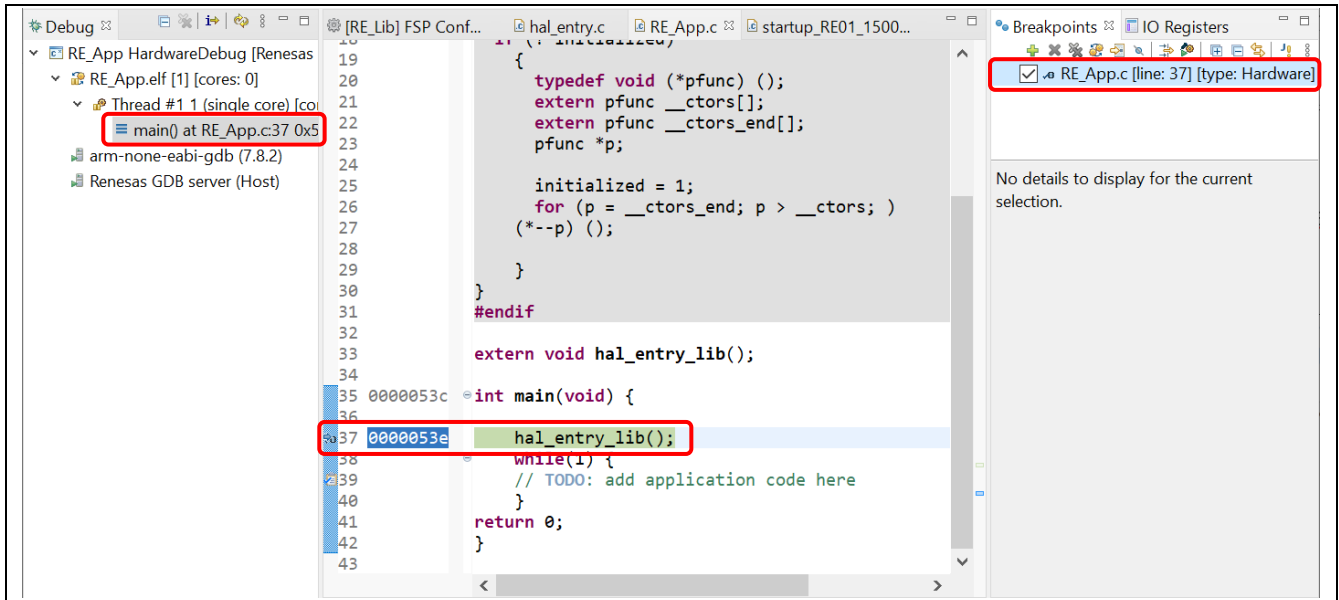 Debug
RE_App HardwareDebug [Renesas
RE_App.elf [1] [cores: 0]
Thread #1 1 (single core) [co
main() at RE_App.c:37 0x5
arm-none-eabi-gdb (7.8.2)
Renesas GDB server (Host)
[RE_Lib] FSP Conf... hal_entry.c RE_App.c startup_RE01_1500...
18 if (! initialized)
19 {
20 typedef void (*pfunc) ();
21 extern pfunc __ctors[];
22 extern pfunc __ctors_end[];
23 pfunc *p;
24
25 initialized = 1;
26 for (p = __ctors_end; p > __ctors; )
27 (*--p) ();
28
29 }
30 }
31 #endif
32
33 extern void hal_entry_lib();
34
35 0000053c int main(void) {
36
37 0000053e hal_entry_lib();
38 while(1) {
39 // TODO: add application code here
40 }
41 return 0;
42 }
43
Breakpoints IO Registers
RE_App.c [line: 37] [type: Hardware]
No details to display for the current
selection.